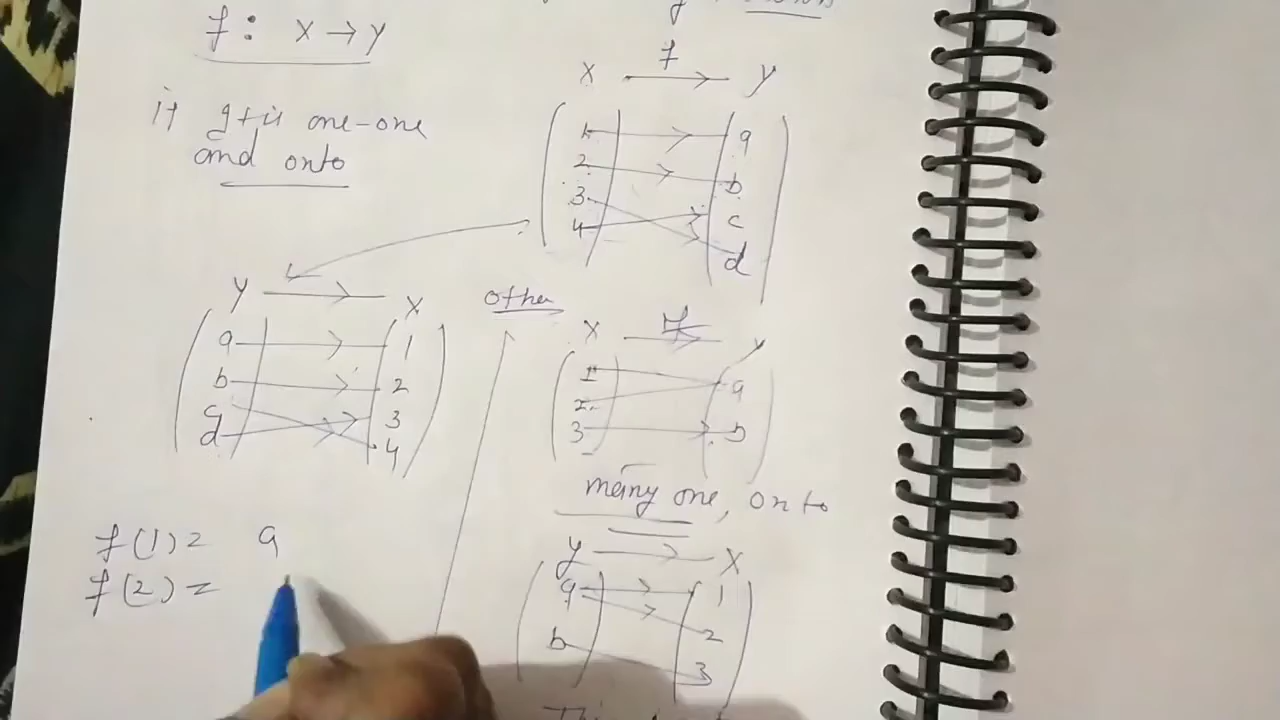 f : X → Y
if it is one-one
and onto
X f Y
1 a
2 b
3 c
4 d
Y X
a 1
b 2
c 3
d 4
other
X f Y
1 a
2
3 b
many one, onto
Y X
a 1
2
b 3
f(1) = a
f(2) =